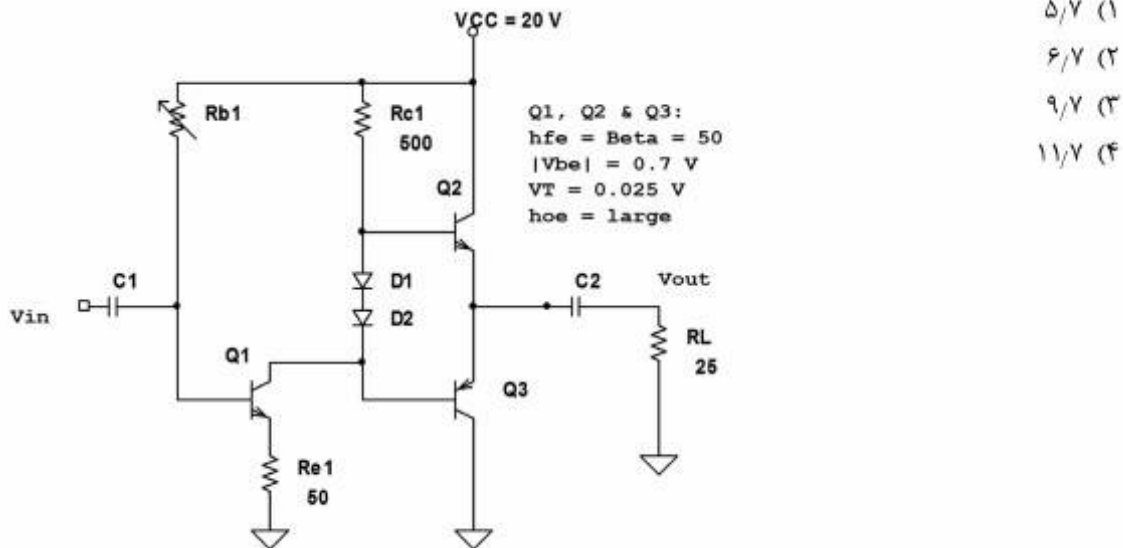 VCC = 20 V
Rb1
Rc1
500
Q1, Q2 & Q3:
hfe = Beta = 50
|Vbe| = 0.7 V
VT = 0.025 V
hoe = large
Q2
C1
Vin
D1
D2
C2
Vout
RL
25
Q1
Q3
Re1
50
۱) ۵/۷
۲) ۶/۷
۳) ۹/۷
۴) ۱۱/۷